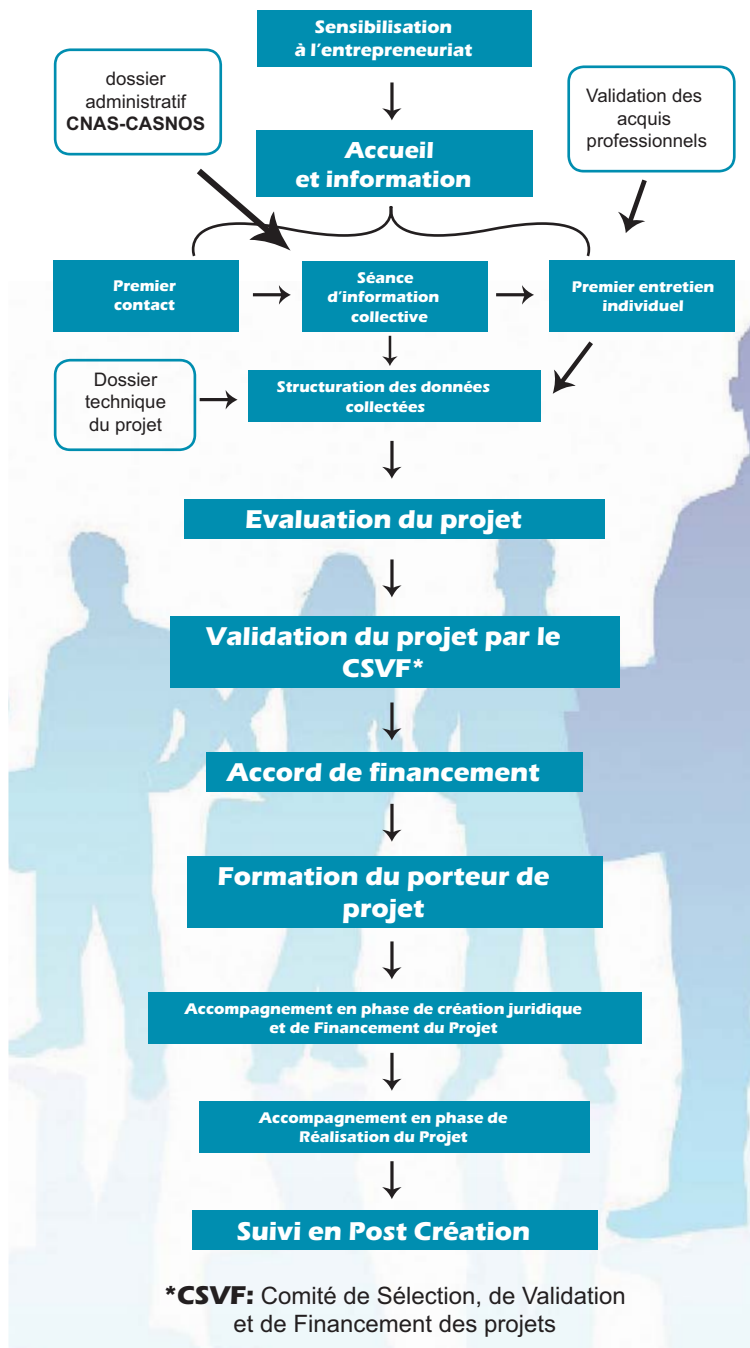 Sensibilisation
à l'entrepreneuriat
dossier
administratif
CNAS-CASNOS
Validation des
acquis
professionnels
Accueil
et information
Premier
contact
Séance
d'information
collective
Premier entretien
individuel
Dossier
technique
du projet
Structuration des données
collectées
Evaluation du projet
Validation du projet par le
CSVF*
Accord de financement
Formation du porteur de
projet
Accompagnement en phase de création juridique
et de Financement du Projet
Accompagnement en phase de
Réalisation du Projet
Suivi en Post Création
*CSVF: Comité de Sélection, de Validation
et de Financement des projets